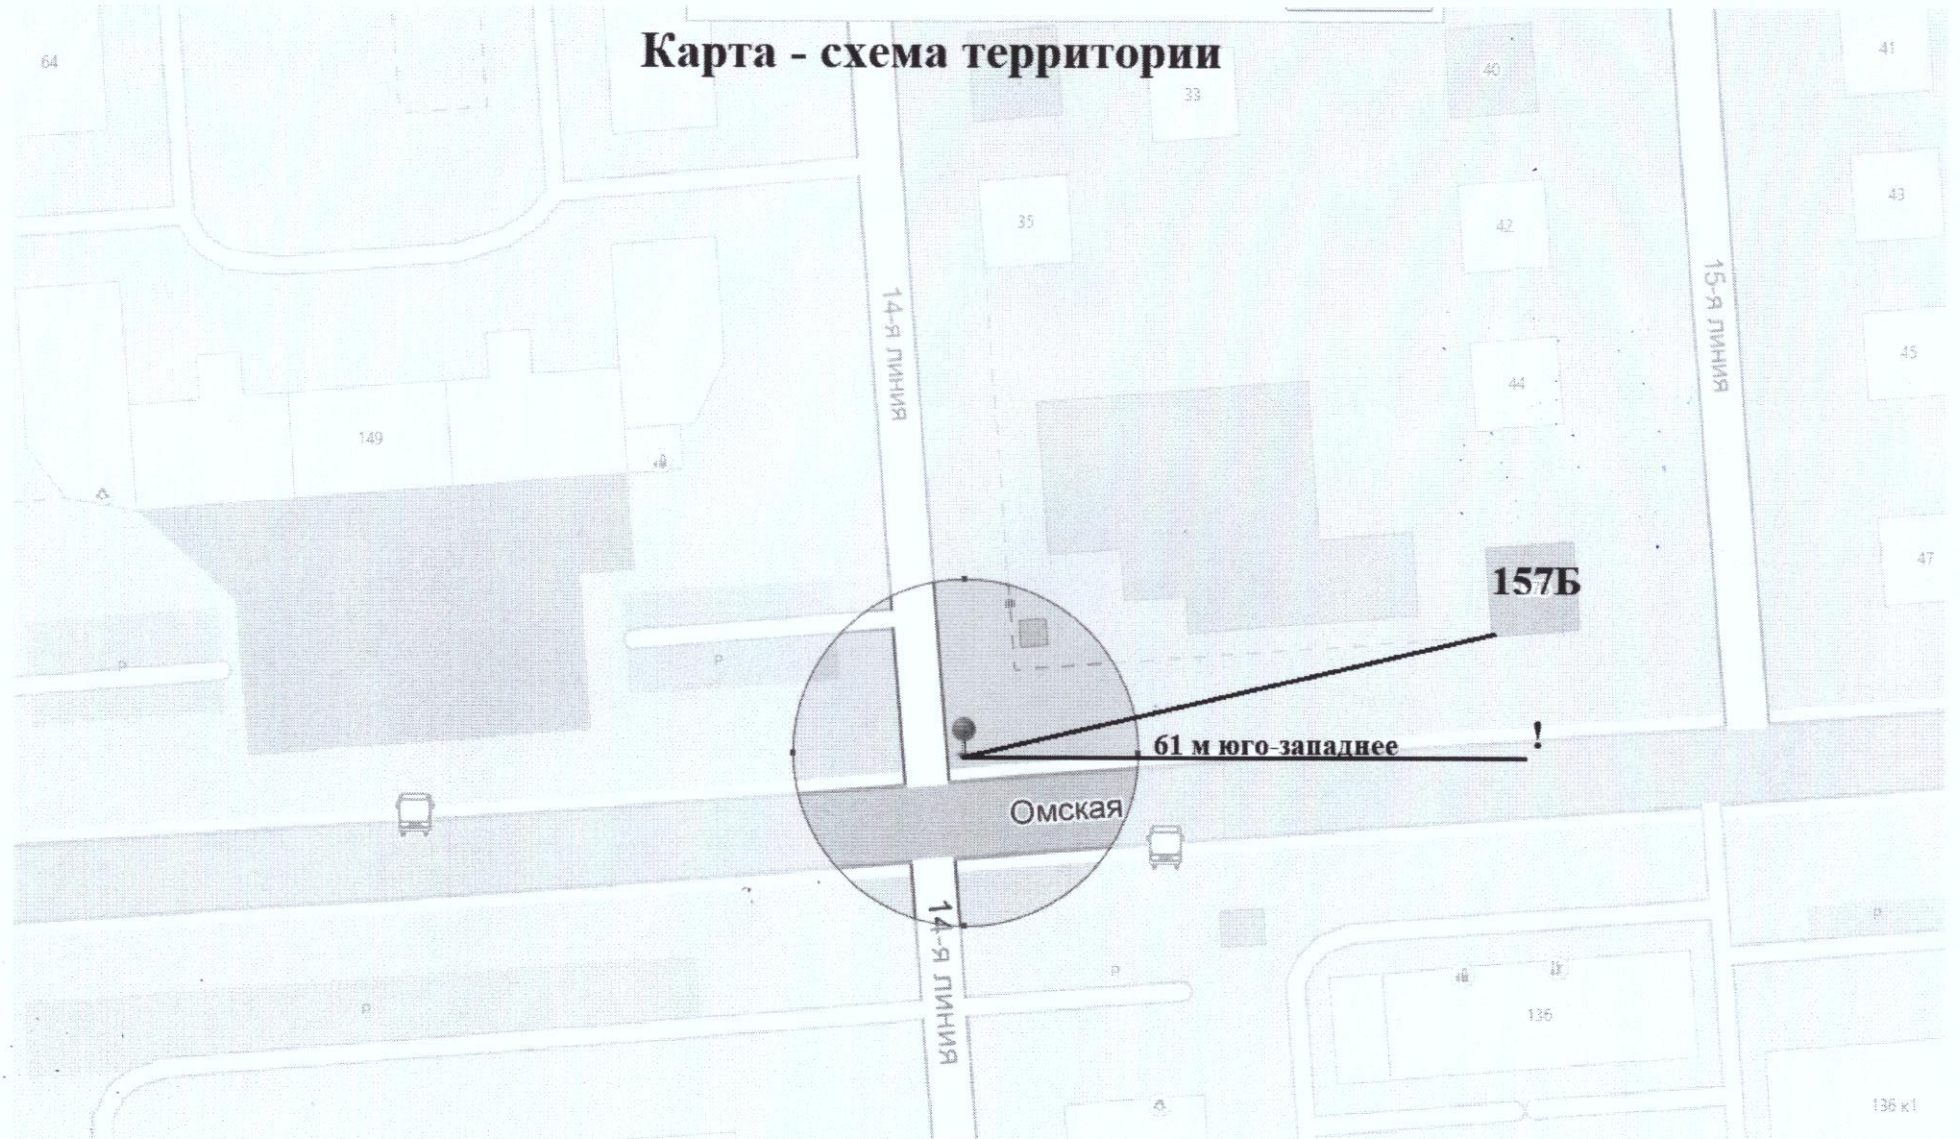 Карта - схема территории
64
41
40
33
43
35
42
14-я линия
15-я линия
45
44
149
47
157Б
P
P
!
61 м юго-западнее
Омская
14-я линия
P
P
P
136
136 к1